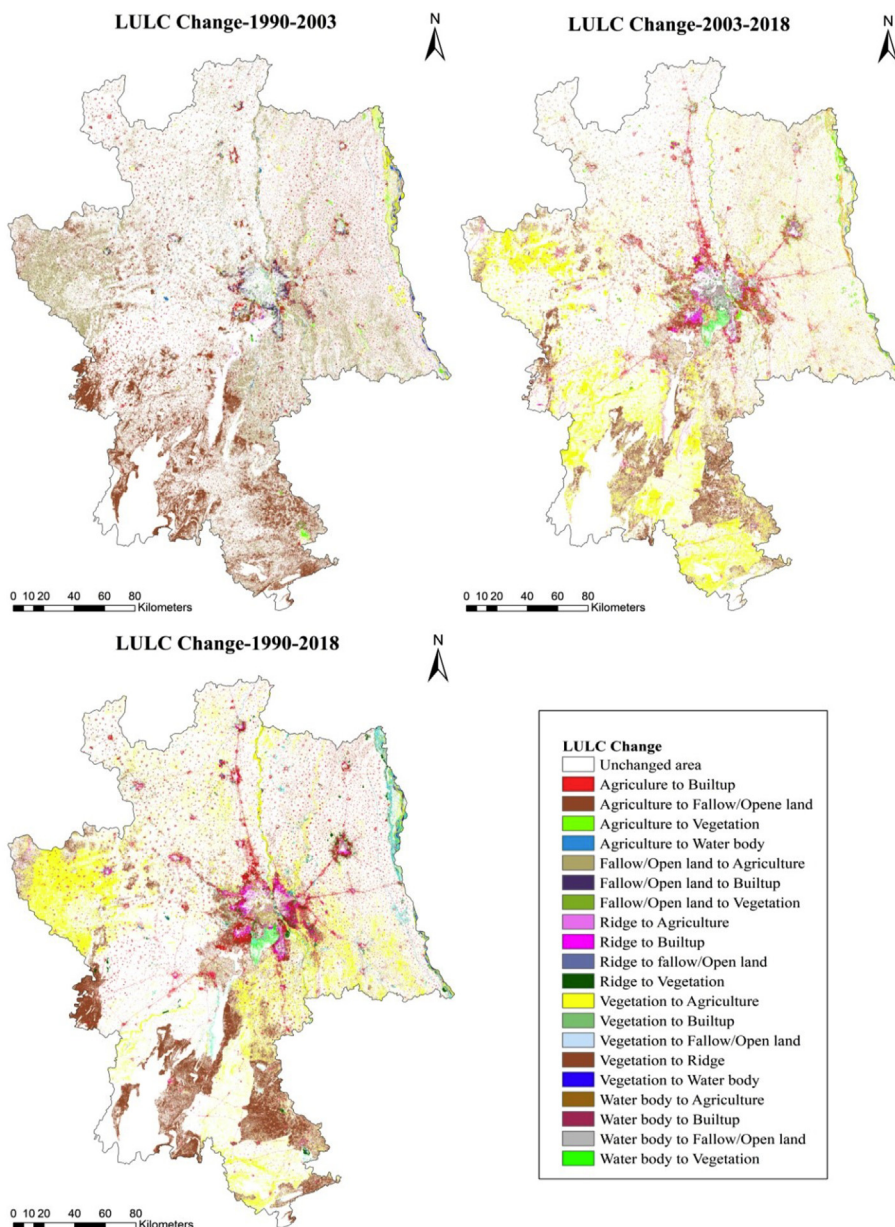 LULC Change-1990-2003
N
0 10 20 40 60 80
Kilometers
LULC Change-2003-2018
N
0 10 20 40 60 80
Kilometers
LULC Change-1990-2018
N
0 10 20 40 60 80
Kilometers
LULC Change
Unchanged area
Agriculure to Builtup
Agriculture to Fallow/Opene land
Agriculture to Vegetation
Agriculture to Water body
Fallow/Open land to Agriculture
Fallow/Open land to Builtup
Fallow/Open land to Vegetation
Ridge to Agriculture
Ridge to Builtup
Ridge to fallow/Open land
Ridge to Vegetation
Vegetation to Agriculture
Vegetation to Builtup
Vegetation to Fallow/Open land
Vegetation to Ridge
Vegetation to Water body
Water body to Agriculture
Water body to Builtup
Water body to Fallow/Open land
Water body to Vegetation